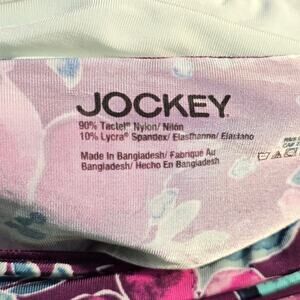 JOCKEY
90% Tactel® Nylon/ Nilón
10% Lycra® Spandex/ Elasthanne/ Elastano
Made in Bangladesh/ Fabriqué Au
Bangladesh/ Hecho En Bangladesh